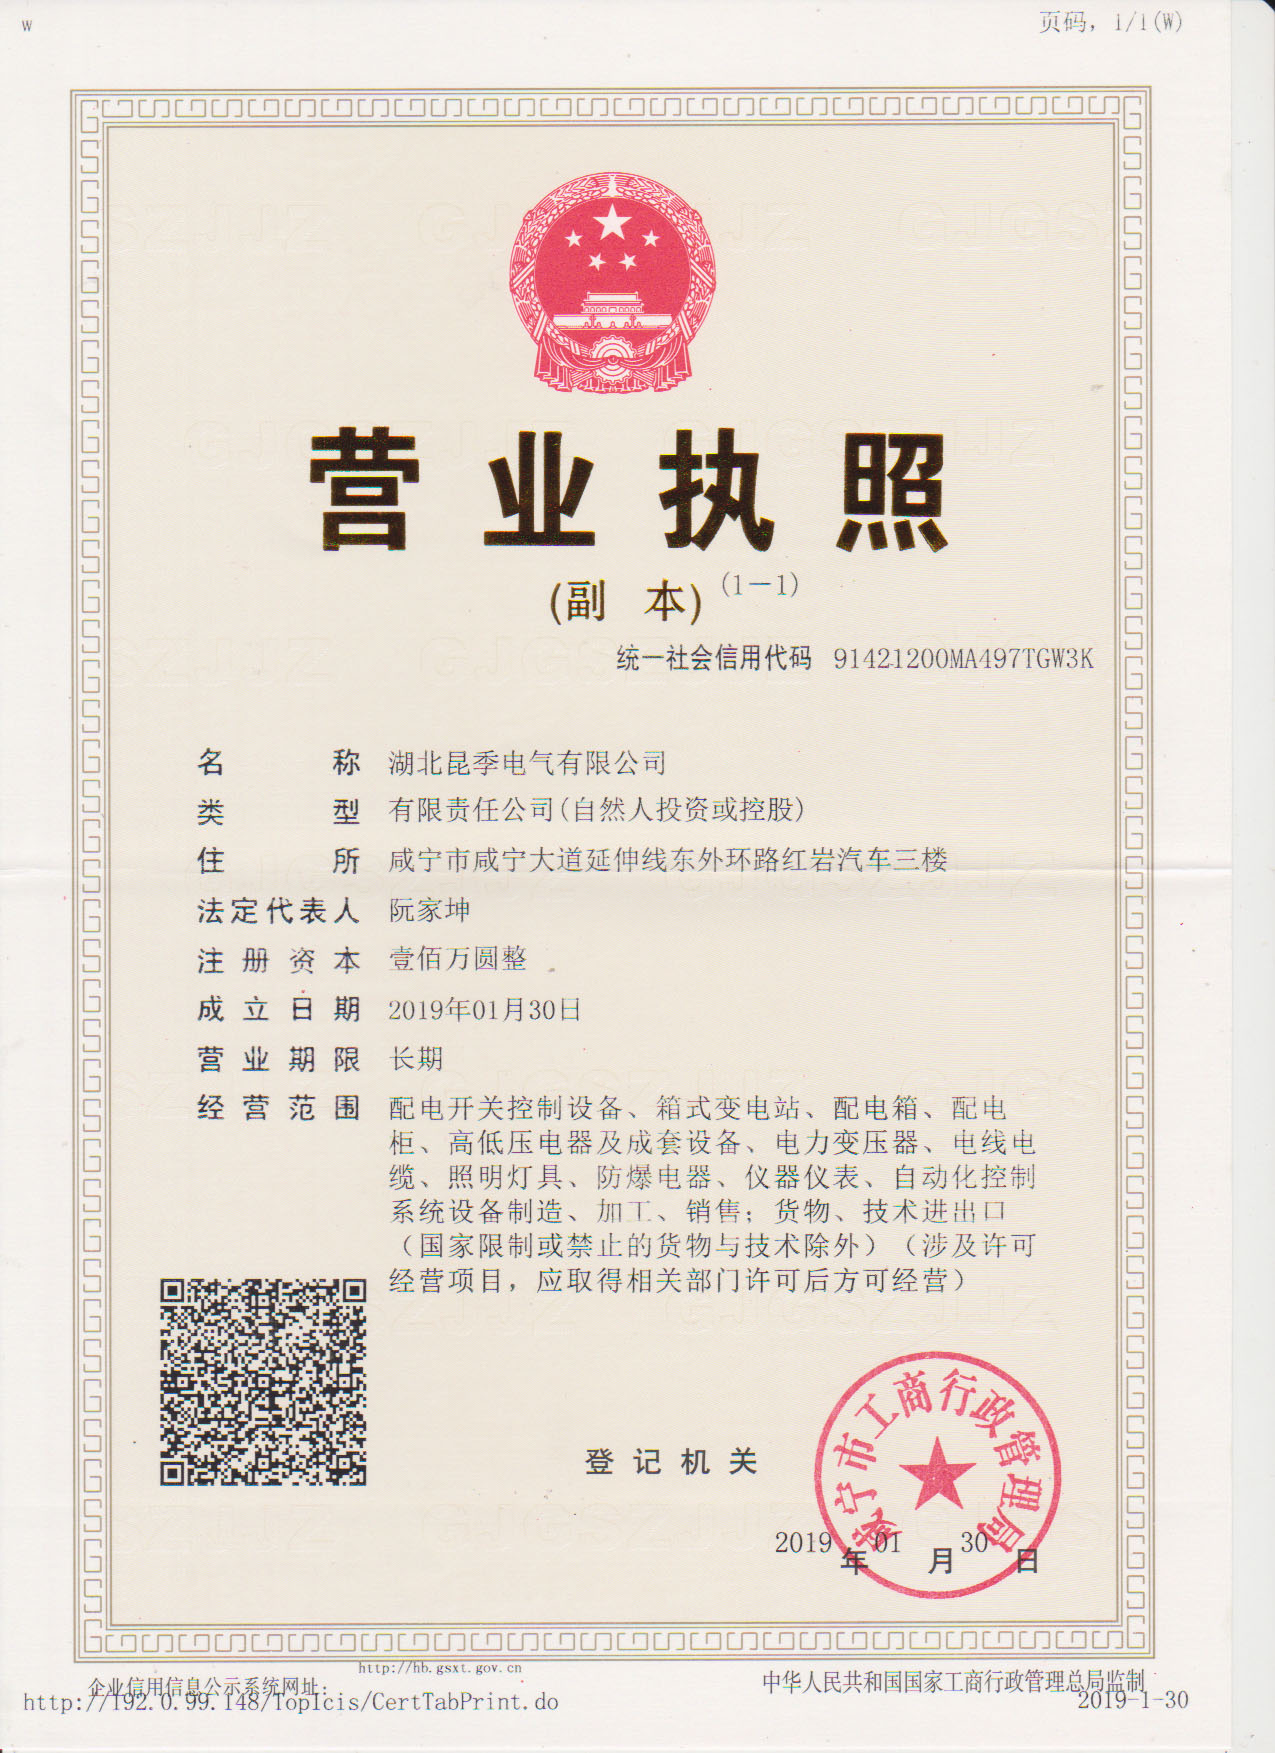 W
页码，1/1(W)
营业执照
(副 本) (1-1)
统一社会信用代码 91421200MA497TGW3K
名称 湖北昆季电气有限公司
类型 有限责任公司(自然人投资或控股)
住所 咸宁市咸宁大道延伸线东外环路红岩汽车三楼
法定代表人 阮家坤
注册资本 壹佰万圆整
成立日期 2019年01月30日
营业期限 长期
经营范围 配电开关控制设备、箱式变电站、配电箱、配电
柜、高低压电器及成套设备、电力变压器、电线电
缆、照明灯具、防爆电器、仪器仪表、自动化控制
系统设备制造、加工、销售；货物、技术进出口
（国家限制或禁止的货物与技术除外）（涉及许可
经营项目，应取得相关部门许可后方可经营）
咸宁市工商行政管理局
登记机关
2019年01月30日
http://hb.gsxt.gov.cn
企业信用信息公示系统网址：
中华人民共和国国家工商行政管理总局监制
http://192.0.99.148/TopIcis/CertTabPrint.do
2019-1-30